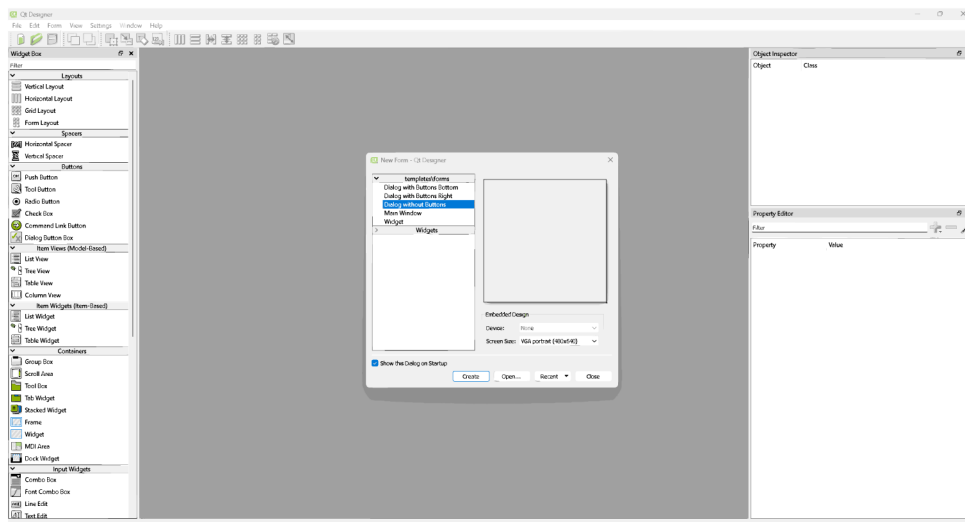 Qt Designer
File Edit Form View Settings Window Help
Widget Box
Filter
Layouts
Vertical Layout
Horizontal Layout
Grid Layout
Form Layout
Spacers
Horizontal Spacer
Vertical Spacer
Buttons
Push Button
Tool Button
Radio Button
Check Box
Command Link Button
Dialog Button Box
Item Views (Model-Based)
List View
Tree View
Table View
Column View
Item Widgets (Item-Based)
List Widget
Tree Widget
Table Widget
Containers
Group Box
Scroll Area
Tool Box
Tab Widget
Stacked Widget
Frame
Widget
MDI Area
Dock Widget
Input Widgets
Combo Box
Font Combo Box
Line Edit
Text Edit
New Form - Qt Designer
templates\forms
Dialog with Buttons Bottom
Dialog with Buttons Right
Dialog without Buttons
Main Window
Widget
Widgets
Embedded Design
Device: None
Screen Size: VGA portrait (480x640)
Show this Dialog on Startup
Create Open... Recent Close
Object Inspector
Object Class
Property Editor
Filter
Property Value